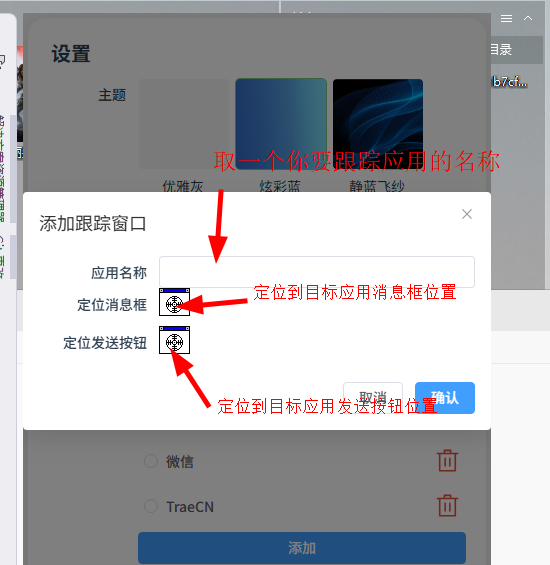 设置
目录
主题
1b7cf...
取一个你要跟踪应用的名称
优雅灰
炫彩蓝
静蓝飞纱
添加跟踪窗口
应用名称
定位消息框
定位到目标应用消息框位置
定位发送按钮
取消
确认
定位到目标应用发送按钮位置
微信
TraeCN
添加